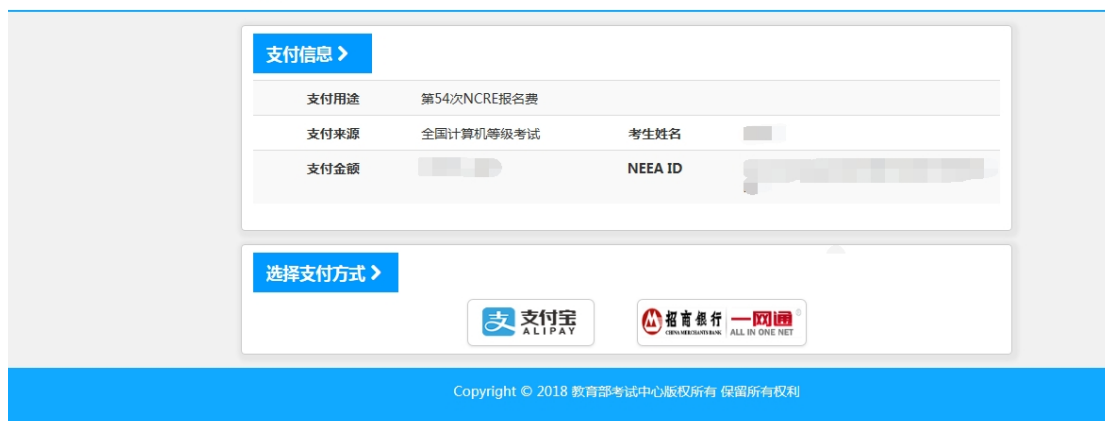 支付信息
支付用途 第54次NCRE报名费
支付来源 全国计算机等级考试 考生姓名
支付金额 NEEA ID
选择支付方式
支付宝 ALIPAY 招商银行 CHINA MERCHANTS BANK 一网通 ALL IN ONE NET
Copyright © 2018 教育部考试中心版权所有 保留所有权利